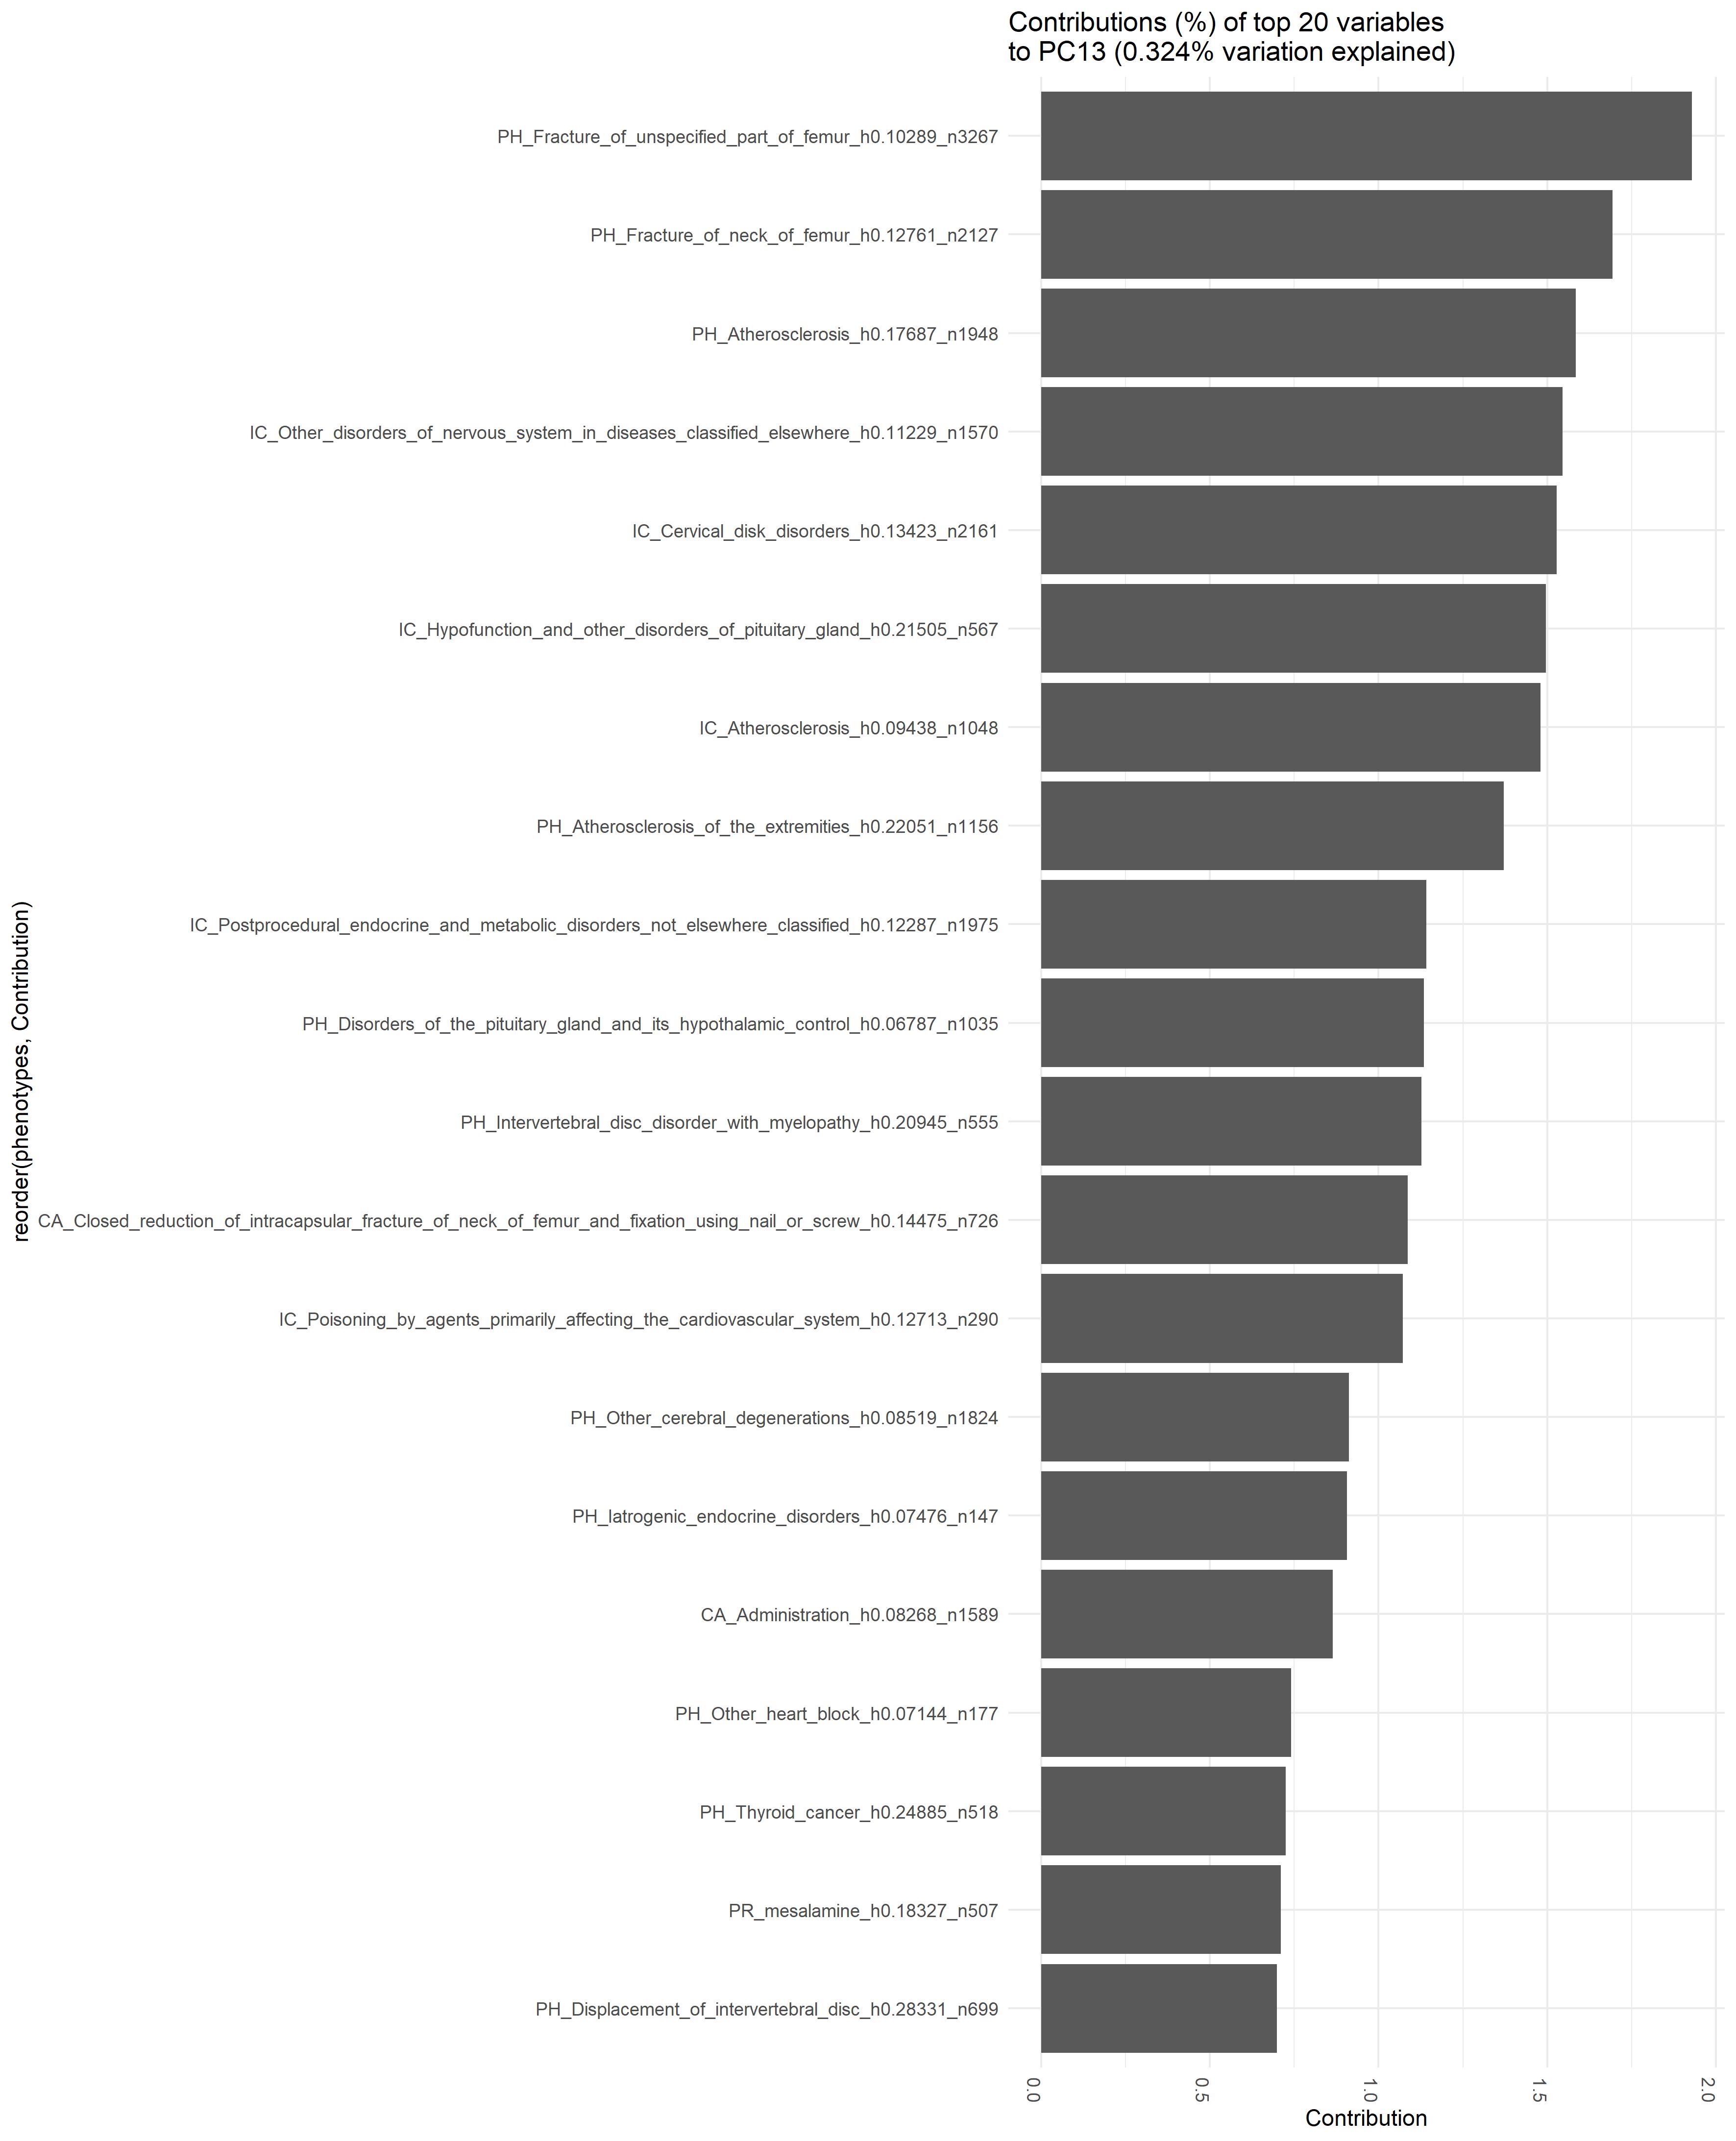 Contributions (%) of top 20 variables
to PC13 (0.324% variation explained)
reorder(phenotypes, Contribution)
PH_Fracture_of_unspecified_part_of_femur_h0.10289_n3267
PH_Fracture_of_neck_of_femur_h0.12761_n2127
PH_Atherosclerosis_h0.17687_n1948
IC_Other_disorders_of_nervous_system_in_diseases_classified_elsewhere_h0.11229_n1570
IC_Cervical_disk_disorders_h0.13423_n2161
IC_Hypofunction_and_other_disorders_of_pituitary_gland_h0.21505_n567
IC_Atherosclerosis_h0.09438_n1048
PH_Atherosclerosis_of_the_extremities_h0.22051_n1156
IC_Postprocedural_endocrine_and_metabolic_disorders_not_elsewhere_classified_h0.12287_n1975
PH_Disorders_of_the_pituitary_gland_and_its_hypothalamic_control_h0.06787_n1035
PH_Intervertebral_disc_disorder_with_myelopathy_h0.20945_n555
CA_Closed_reduction_of_intracapsular_fracture_of_neck_of_femur_and_fixation_using_nail_or_screw_h0.14475_n726
IC_Poisoning_by_agents_primarily_affecting_the_cardiovascular_system_h0.12713_n290
PH_Other_cerebral_degenerations_h0.08519_n1824
PH_Iatrogenic_endocrine_disorders_h0.07476_n147
CA_Administration_h0.08268_n1589
PH_Other_heart_block_h0.07144_n177
PH_Thyroid_cancer_h0.24885_n518
PR_mesalamine_h0.18327_n507
PH_Displacement_of_intervertebral_disc_h0.28331_n699
0.0
0.5
1.0
1.5
2.0
Contribution